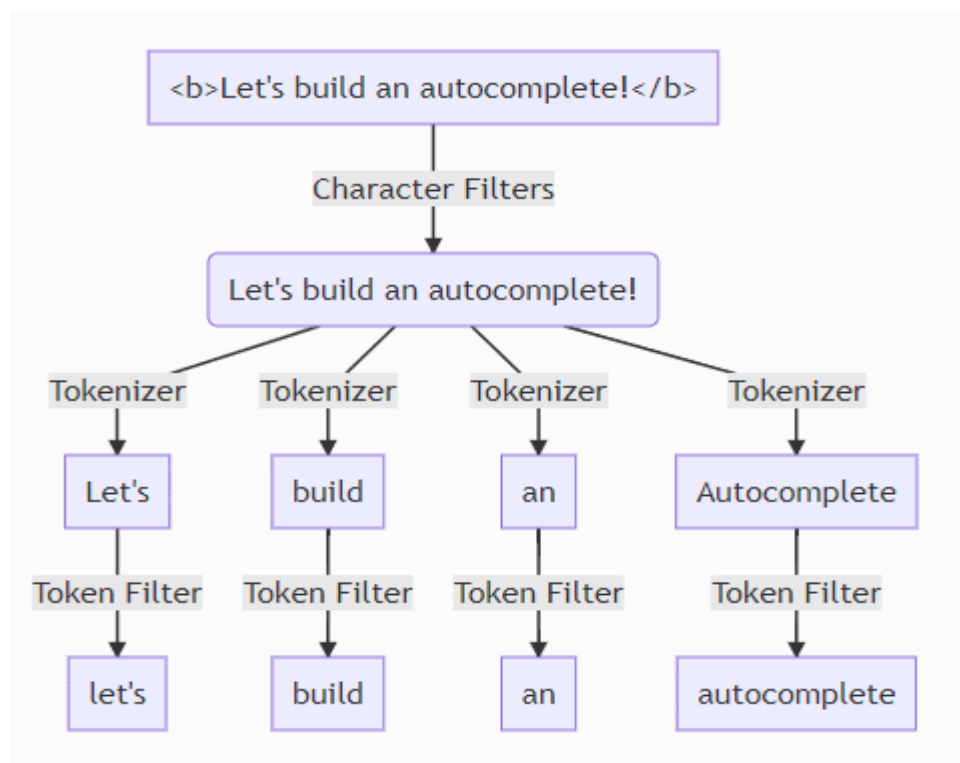 <b>Let's build an autocomplete!</b>
Character Filters
Let's build an autocomplete!
Tokenizer Tokenizer Tokenizer Tokenizer
Let's build an Autocomplete
Token Filter Token Filter Token Filter Token Filter
let's build an autocomplete